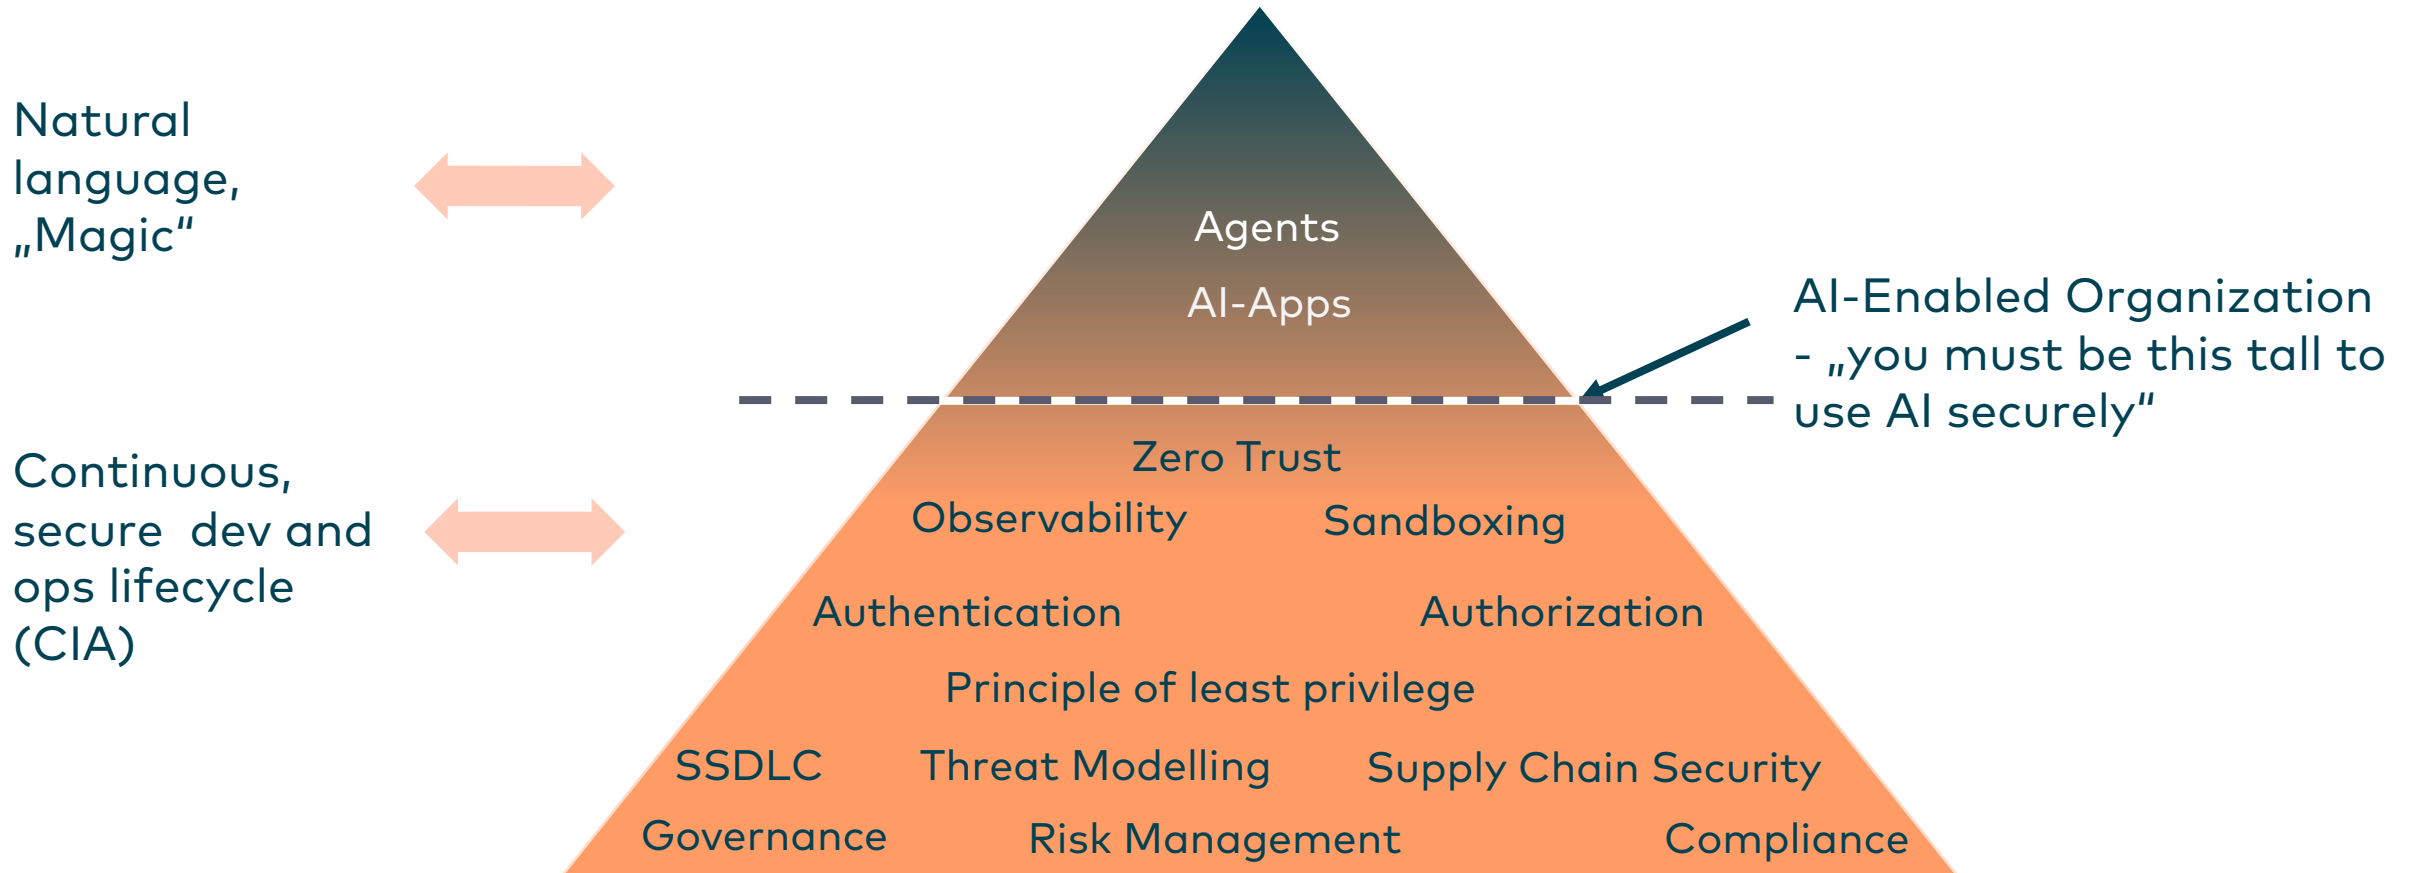 Natural
language,
„Magic“
Agents
AI-Apps
AI-Enabled Organization
- „you must be this tall to
use AI securely“
Continuous,
secure  dev and
ops lifecycle
(CIA)
Zero Trust
Observability
Sandboxing
Authentication
Authorization
Principle of least privilege
SSDLC
Threat Modelling
Supply Chain Security
Governance
Risk Management
Compliance